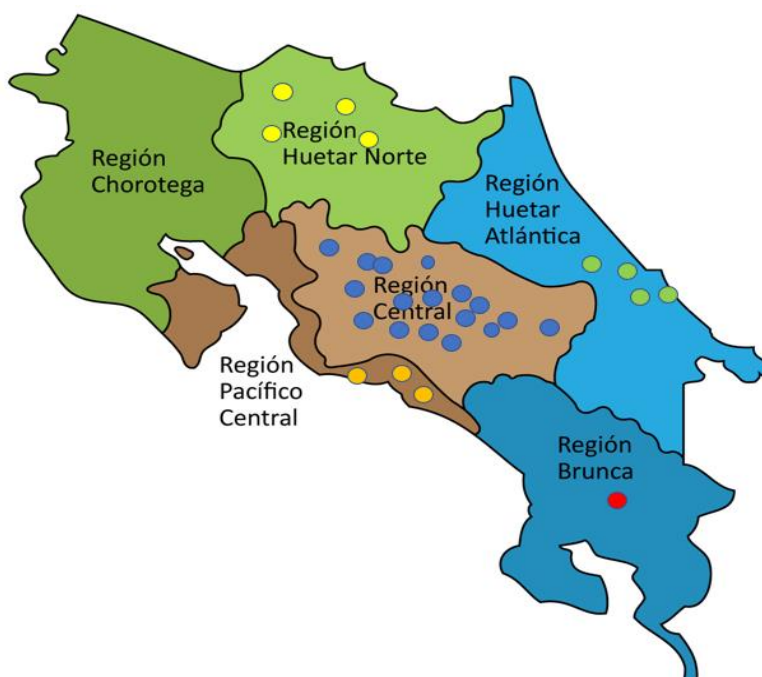 Región
Chorotega
Región
Huetar Norte
Región
Huetar
Atlántica
Región
Central
Región
Pacífico
Central
Región
Brunca